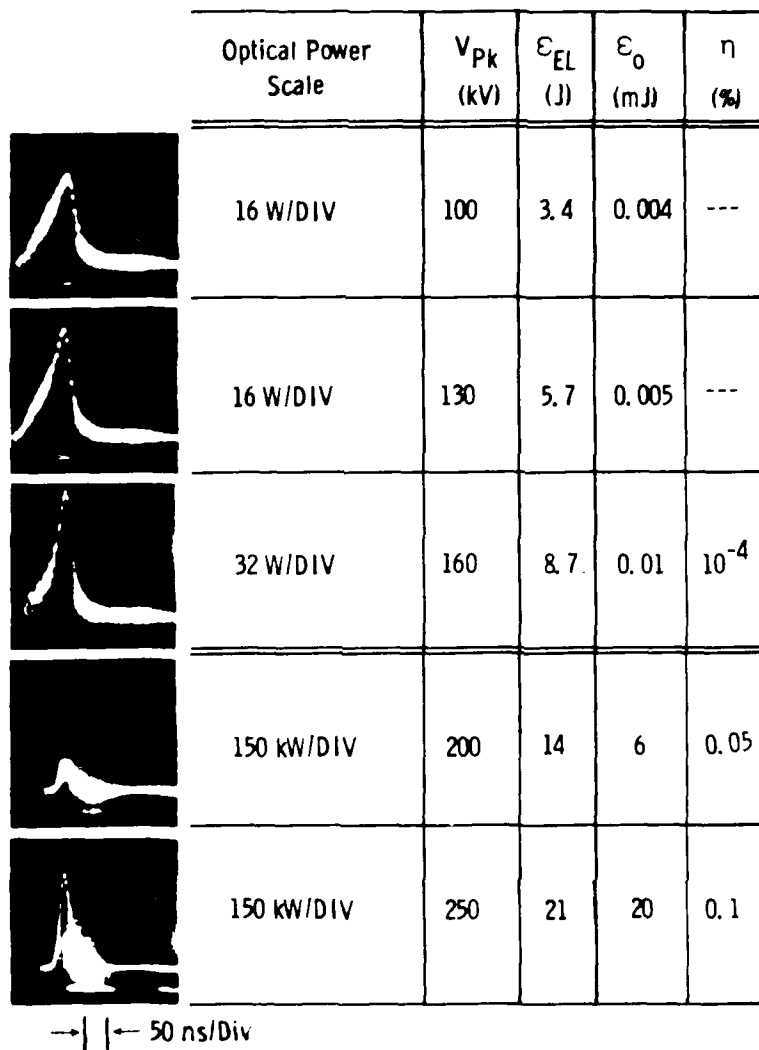 Optical Power Scale V_Pk (kV) ε_EL (J) ε_o (mJ) η (%)
16 W/DIV 100 3.4 0.004 ---
16 W/DIV 130 5.7 0.005 ---
32 W/DIV 160 8.7 0.01 10^-4
150 kW/DIV 200 14 6 0.05
150 kW/DIV 250 21 20 0.1
→| |← 50 ns/Div